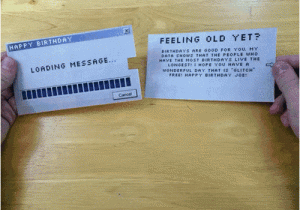 HAPPY BIRTHDAY
LOADING MESSAGE...
Cancel
FEELING OLD YET?
BIRTHDAYS ARE GOOD FOR YOU. MY
DATA SHOWS THAT THE PEOPLE WHO
HAVE THE MOST BIRTHDAYS LIVE THE
LONGEST! I HOPE YOU HAVE A
WONDERFUL DAY THAT IS "GLITCH"
FREE! HAPPY BIRTHDAY, JOE!